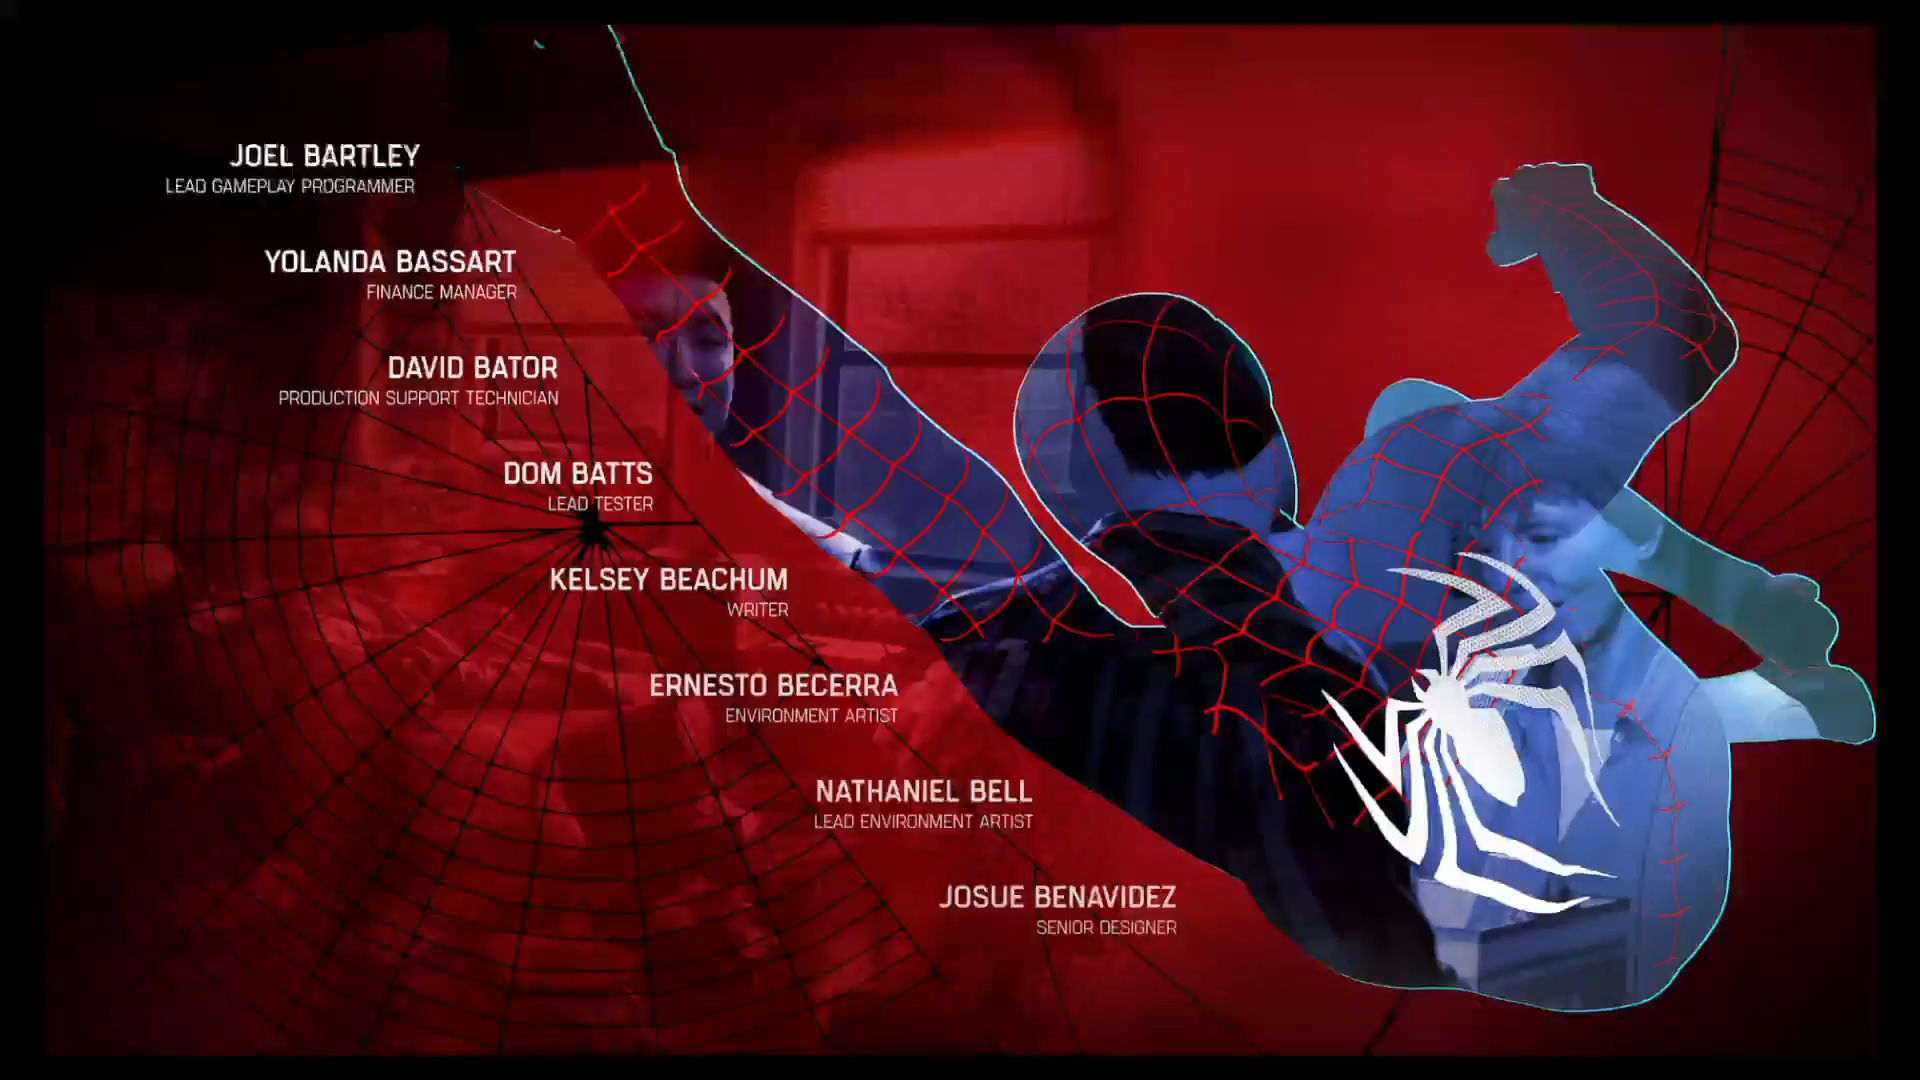 JOEL BARTLEY
LEAD GAMEPLAY PROGRAMMER
YOLANDA BASSART
FINANCE MANAGER
DAVID BATOR
PRODUCTION SUPPORT TECHNICIAN
DOM BATTS
LEAD TESTER
KELSEY BEACHUM
WRITER
ERNESTO BECERRA
ENVIRONMENT ARTIST
NATHANIEL BELL
LEAD ENVIRONMENT ARTIST
JOSUE BENAVIDEZ
SENIOR DESIGNER